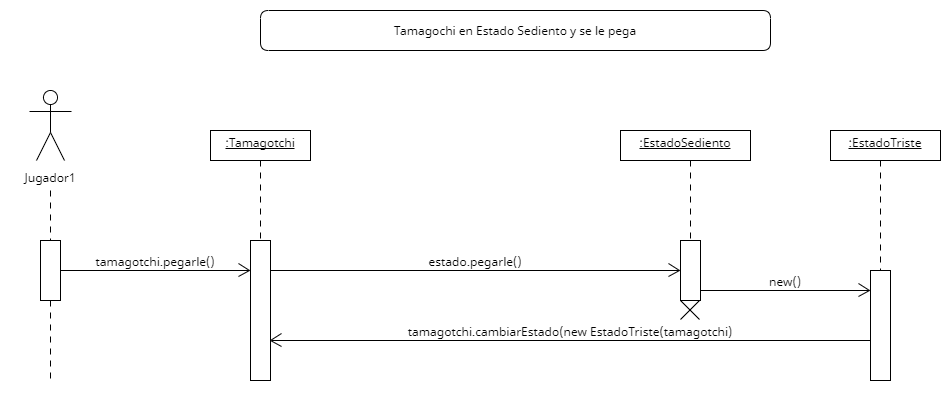 Tamagochi en Estado Sediento y se le pega
:Tamagotchi
:EstadoSediento
:EstadoTriste
Jugador1
tamagotchi.pegarle()
estado.pegarle()
new()
tamagotchi.cambiarEstado(new EstadoTriste(tamagotchi)